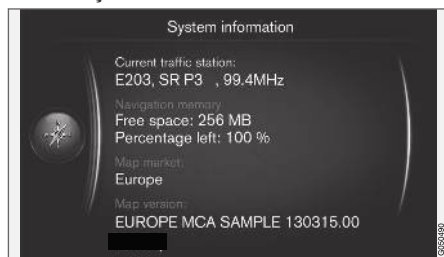 System information
Current traffic station:
E203, SR P3 , 99.4MHz
Navigation memory
Free space: 256 MB
Percentage left: 100 %
Map market:
Europe
Map version:
EUROPE MCA SAMPLE 130315.00
G050490